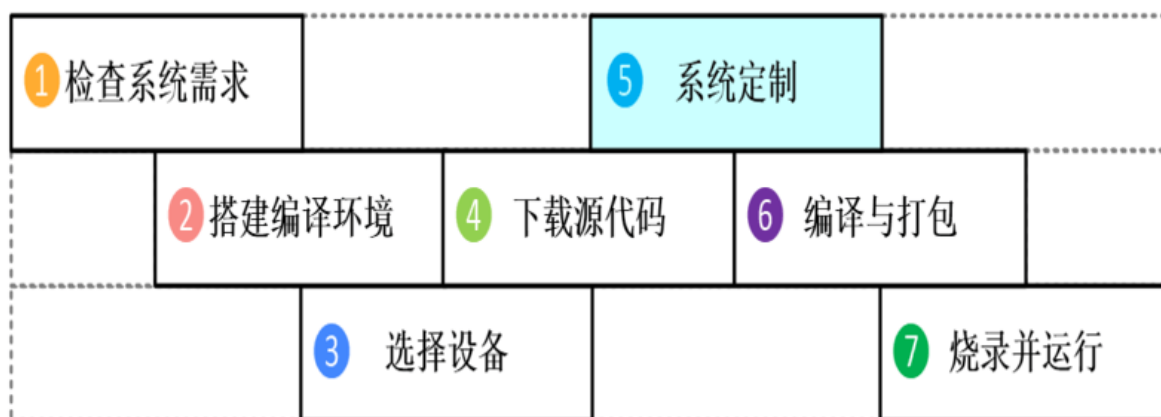 1 检查系统需求
5 系统定制
2 搭建编译环境
4 下载源代码
6 编译与打包
3 选择设备
7 烧录并运行